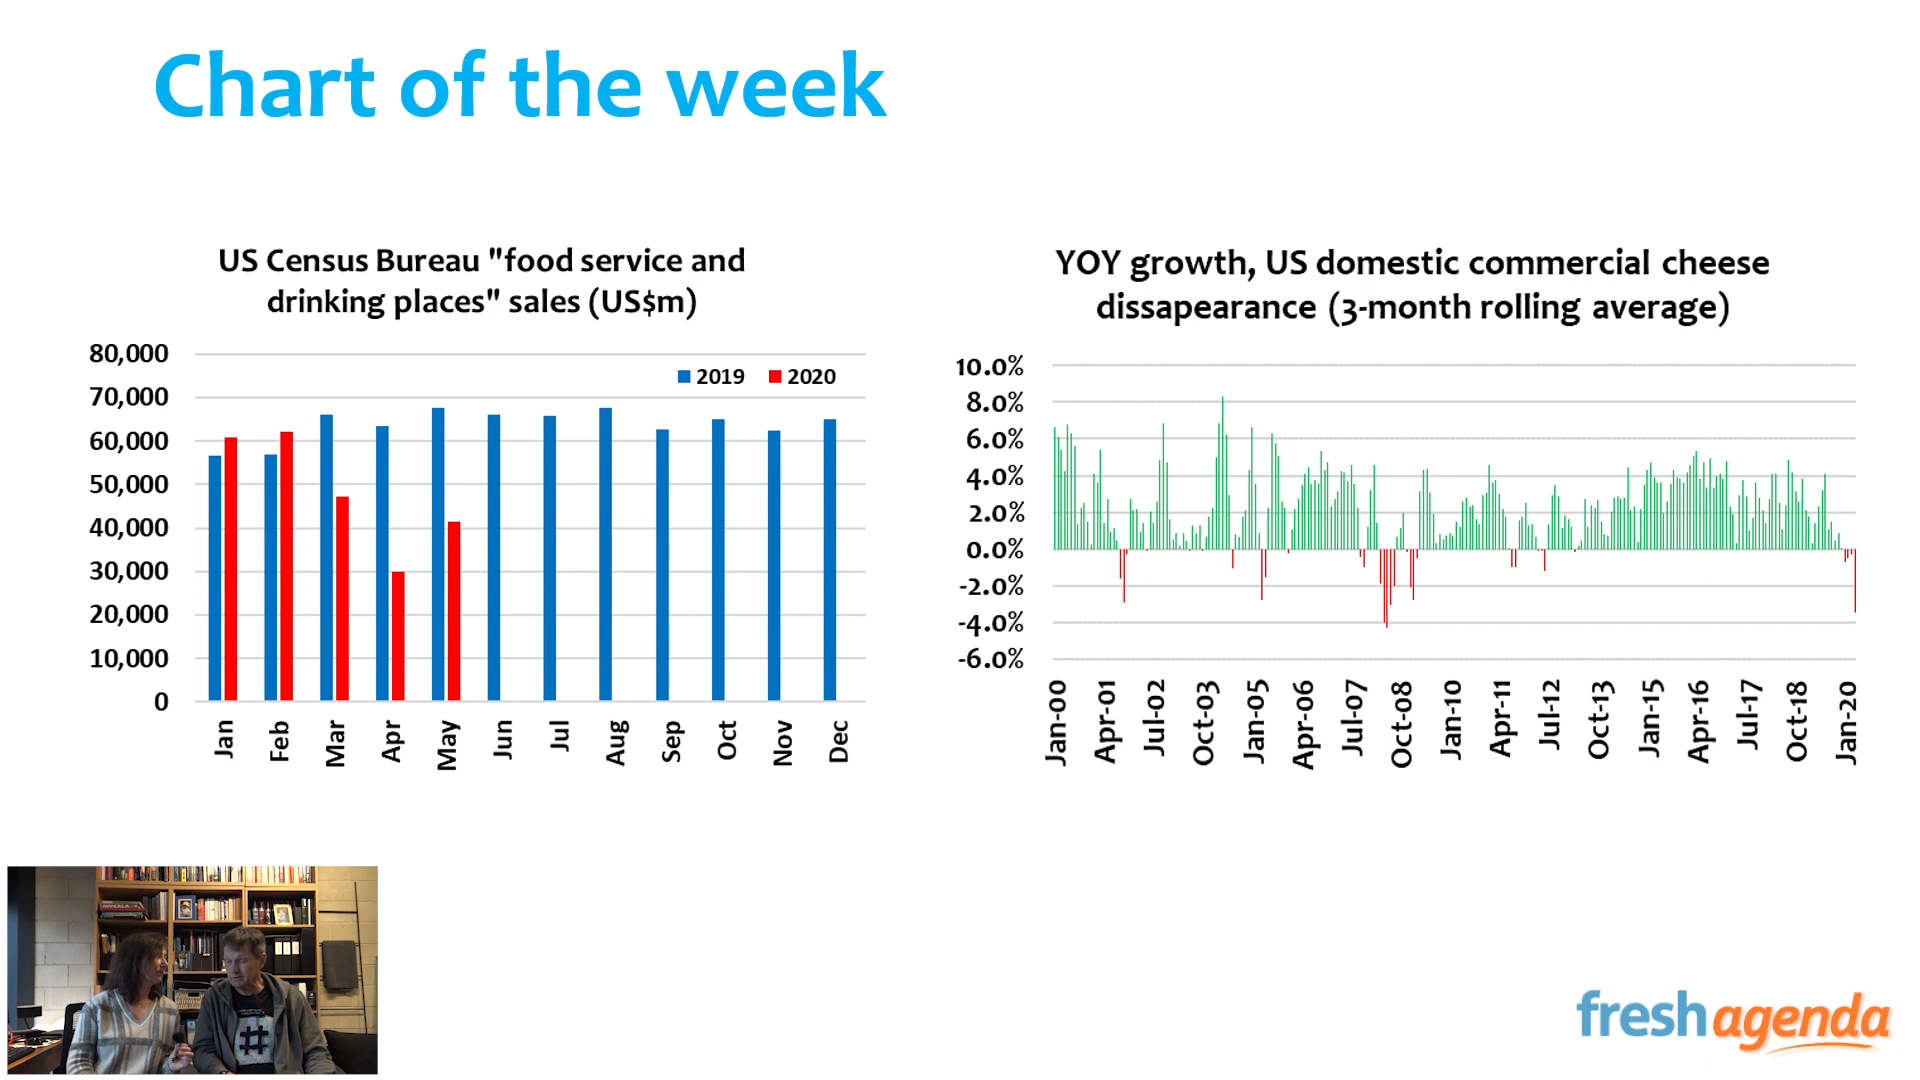 Chart of the week
US Census Bureau "food service and
drinking places" sales (US$m)
80,000
70,000
60,000
50,000
40,000
30,000
20,000
10,000
0
2019 2020
Jan Feb Mar Apr May Jun Jul Aug Sep Oct Nov Dec
YOY growth, US domestic commercial cheese
dissapearance (3-month rolling average)
10.0%
8.0%
6.0%
4.0%
2.0%
0.0%
-2.0%
-4.0%
-6.0%
Jan-00 Apr-01 Jul-02 Oct-03 Jan-05 Apr-06 Jul-07 Oct-08 Jan-10 Apr-11 Jul-12 Oct-13 Jan-15 Apr-16 Jul-17 Oct-18 Jan-20
#
freshagenda